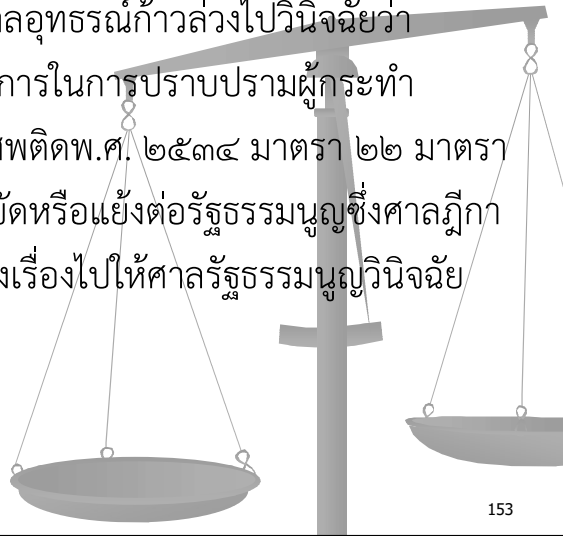 ลอุทธรณ์ก้าวล่วงไปวินิจฉัยว่า
การในการปราบปรามผู้กระทำ
พติดพ.ศ. ๒๕๓๔ มาตรา ๒๒ มาตรา
ขัดหรือแย้งต่อรัฐธรรมนูญซึ่งศาลฎีกา
งเรื่องไปให้ศาลรัฐธรรมนูญวินิจฉัย
153